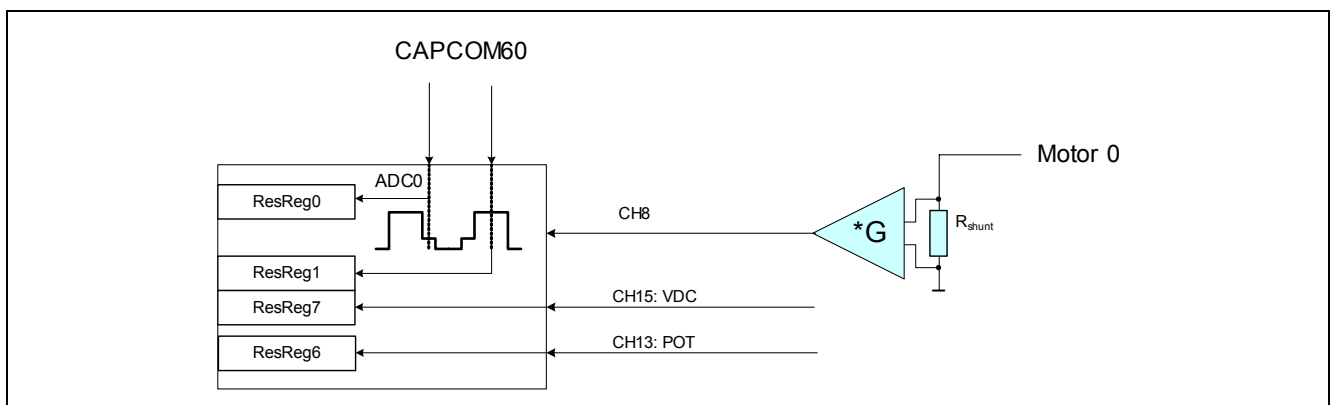 CAPCOM60
Motor 0
ADC0
ResReg0
CH8
*G
Rshunt
ResReg1
CH15: VDC
ResReg7
CH13: POT
ResReg6